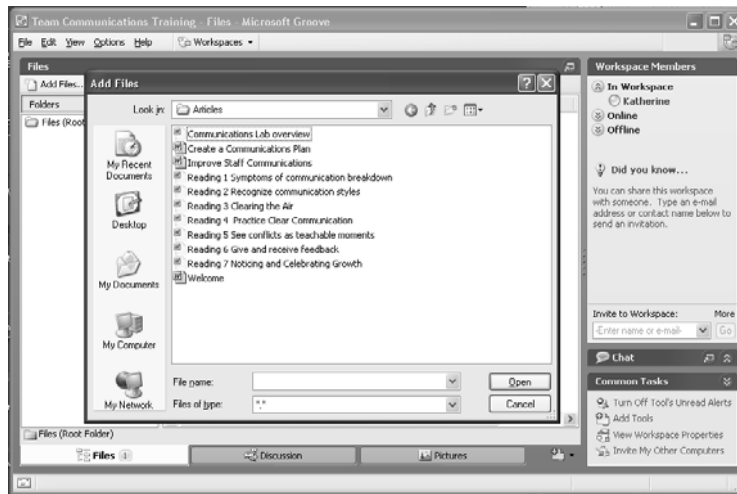 Team Communications Training - Files - Microsoft Groove
File Edit View Options Help Workspaces
Files
Add Files...
Folders
Files (Root
Add Files
Look in: Articles
My Recent Documents
Desktop
My Documents
My Computer
My Network
Communications Lab overview
Create a Communications Plan
Improve Staff Communications
Reading 1 Symptoms of communication breakdown
Reading 2 Recognize communication styles
Reading 3 Clearing the Air
Reading 4 Practice Clear Communication
Reading 5 See conflicts as teachable moments
Reading 6 Give and receive feedback
Reading 7 Noticing and Celebrating Growth
Welcome
File name:
Open
Files of type: *.*
Cancel
Files (Root Folder)
Files Discussion Pictures
Workspace Members
In Workspace
Katherine
Online
Offline
Did you know...
You can share this workspace
with someone. Type an e-mail
address or contact name below to
send an invitation.
Invite to Workspace: More
-Enter name or e-mail- Go
Chat
Common Tasks
Turn Off Tool's Unread Alerts
Add Tools
View Workspace Properties
Invite My Other Computers